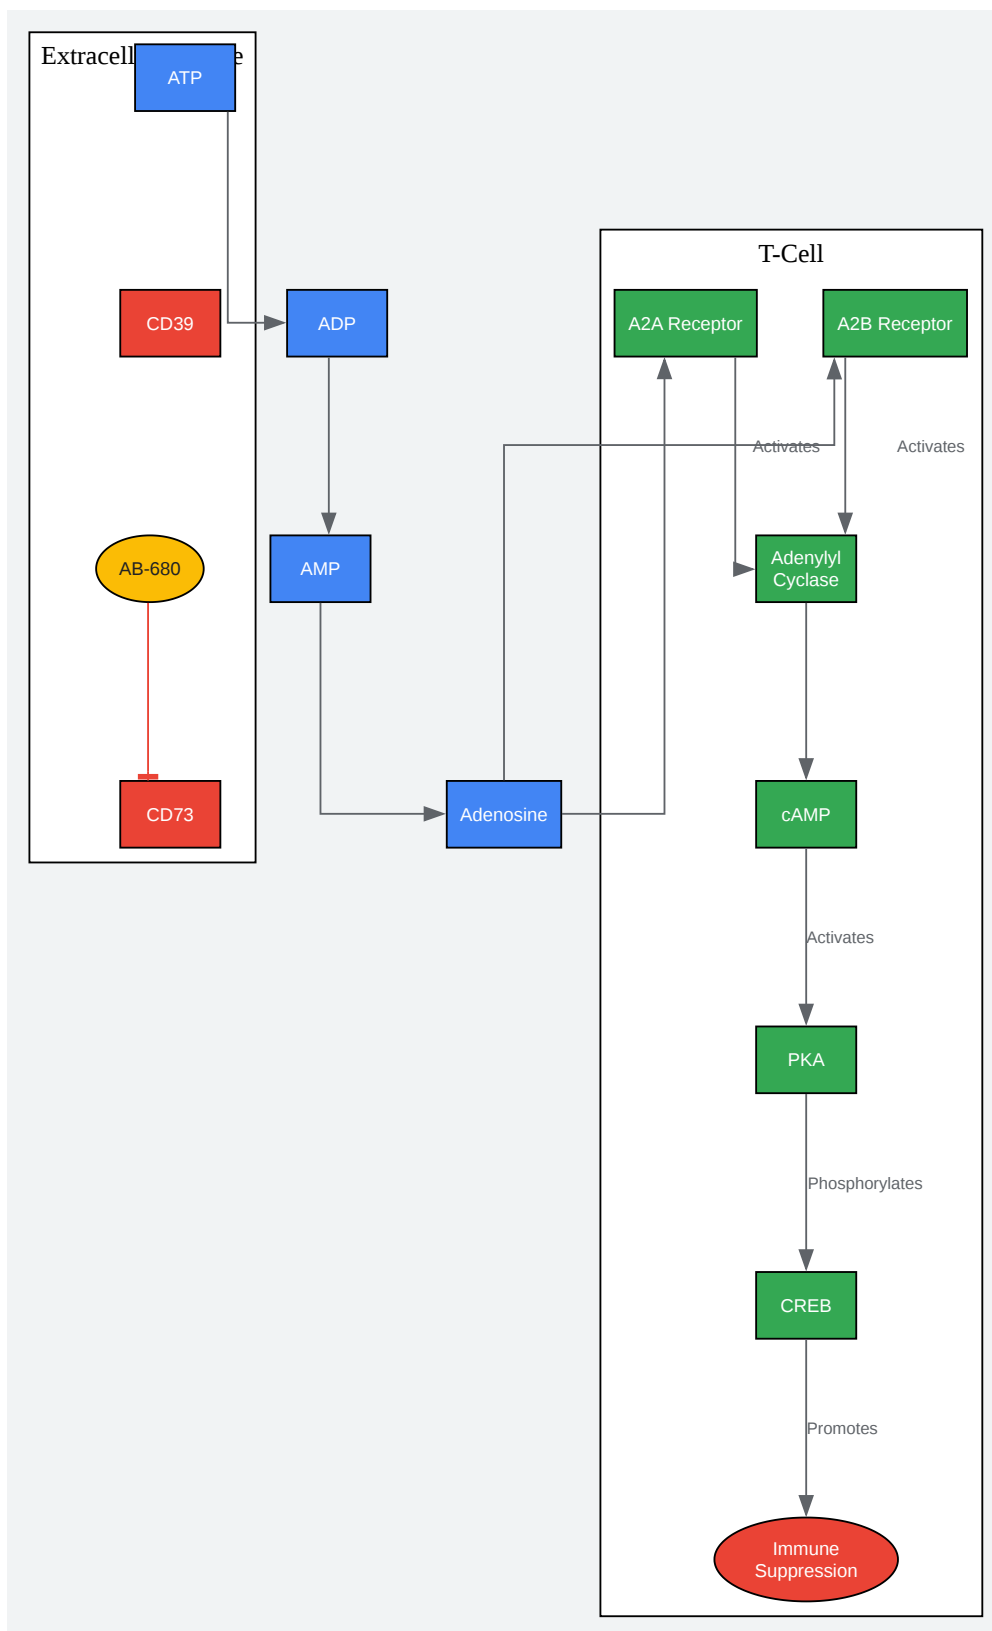 Extracell e
ATP
T-Cell
CD39
ADP
A2A Receptor
A2B Receptor
Activates
Activates
AB-680
AMP
Adenylyl
Cyclase
CD73
Adenosine
cAMP
Activates
PKA
Phosphorylates
CREB
Promotes
Immune
Suppression